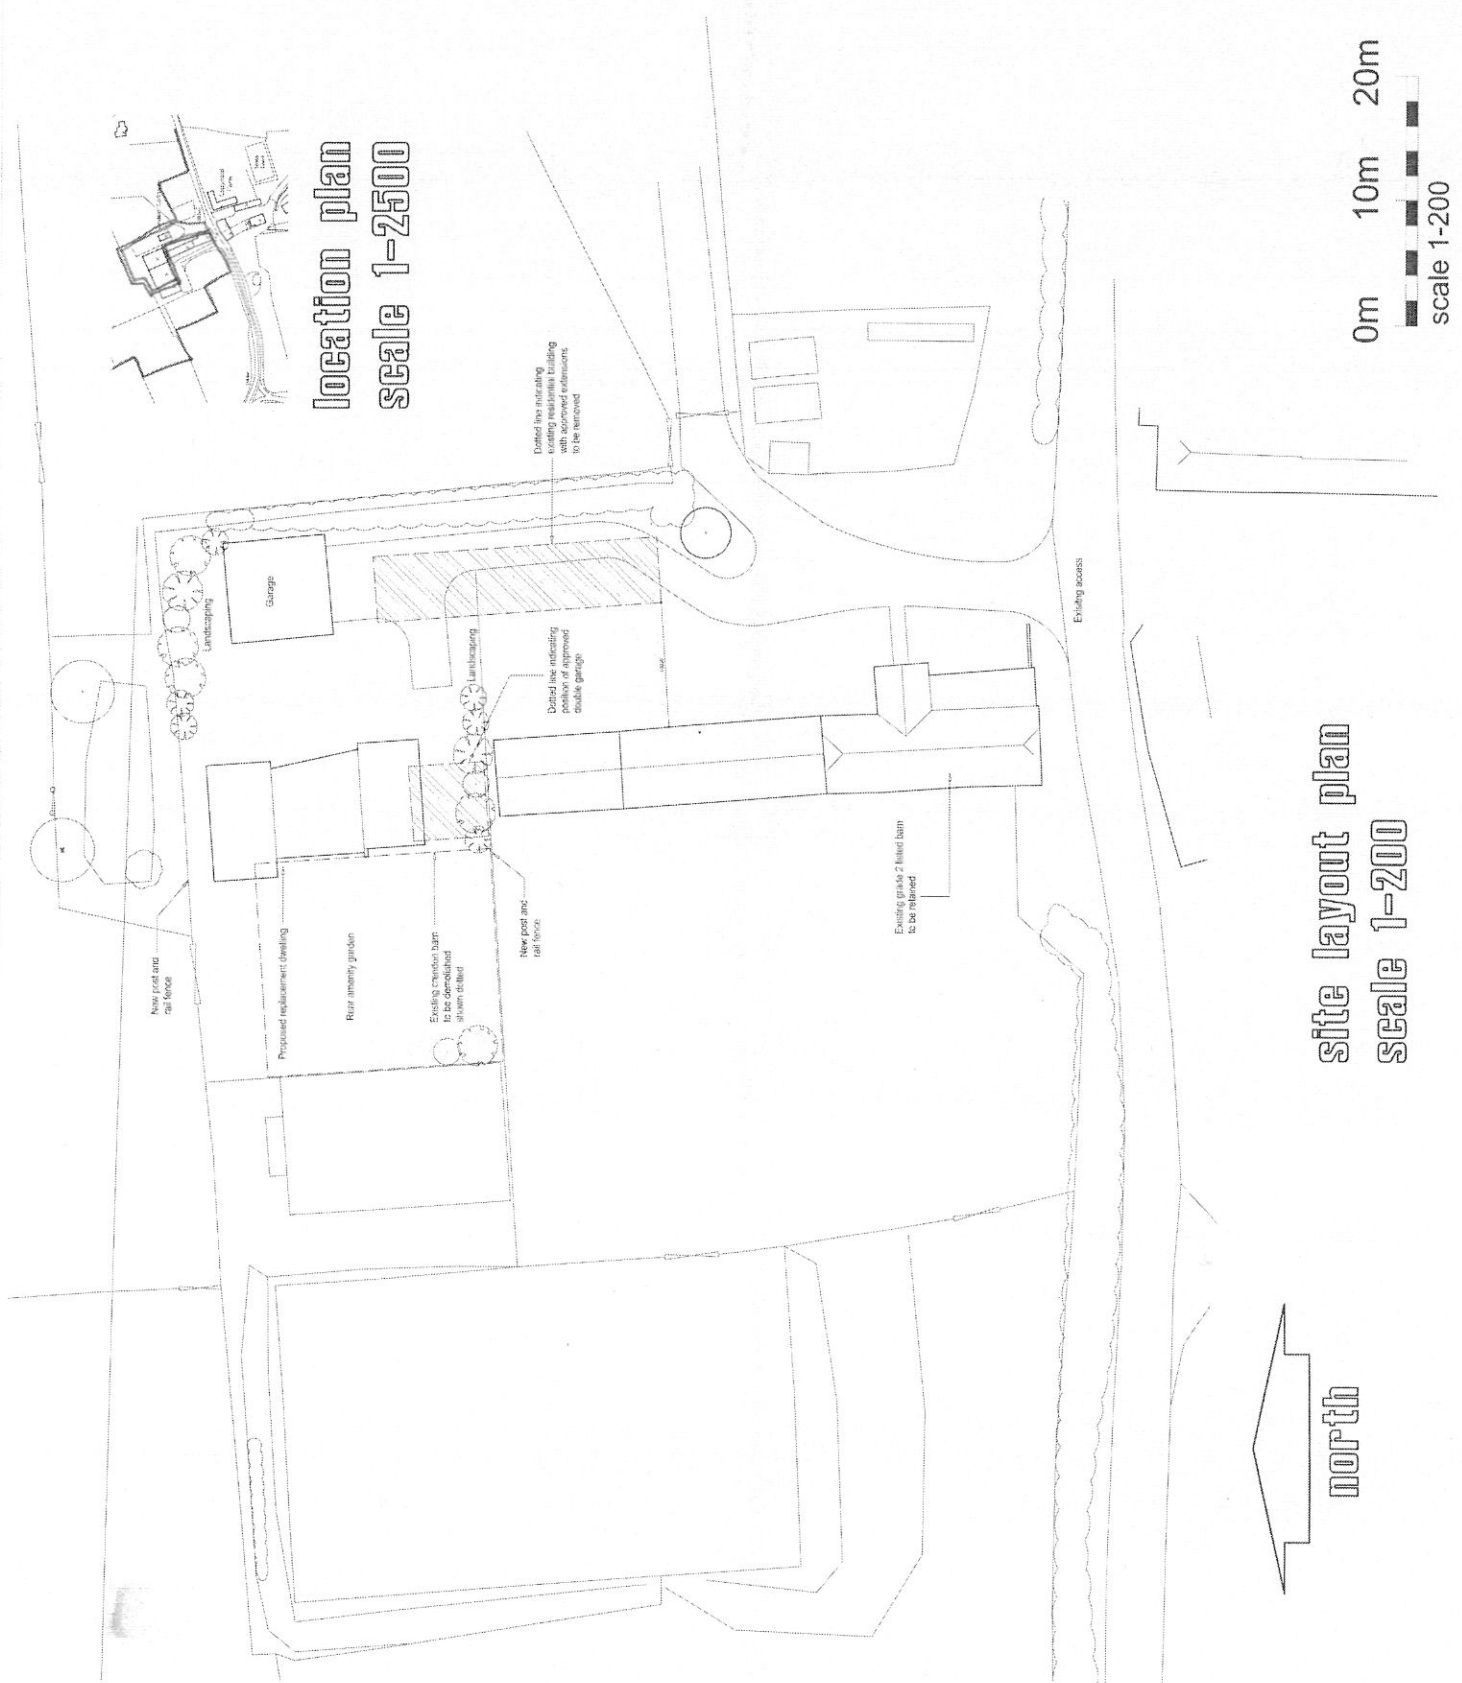 location plan
scale 1-2500
Dotted line indicating
existing residential building
with approved extensions
to be removed
Garage
Landscaping
Landscaping
Dotted line indicating
position of approved
double garage
New post and
rail fence
Proposed replacement dwelling
Rear amenity garden
Existing crendon barn
to be demolished
shown dotted
New post and
rail fence
Existing grade 2 listed barn
to be retained
Existing access
site layout plan
scale 1-200
north
0m 10m 20m
scale 1-200